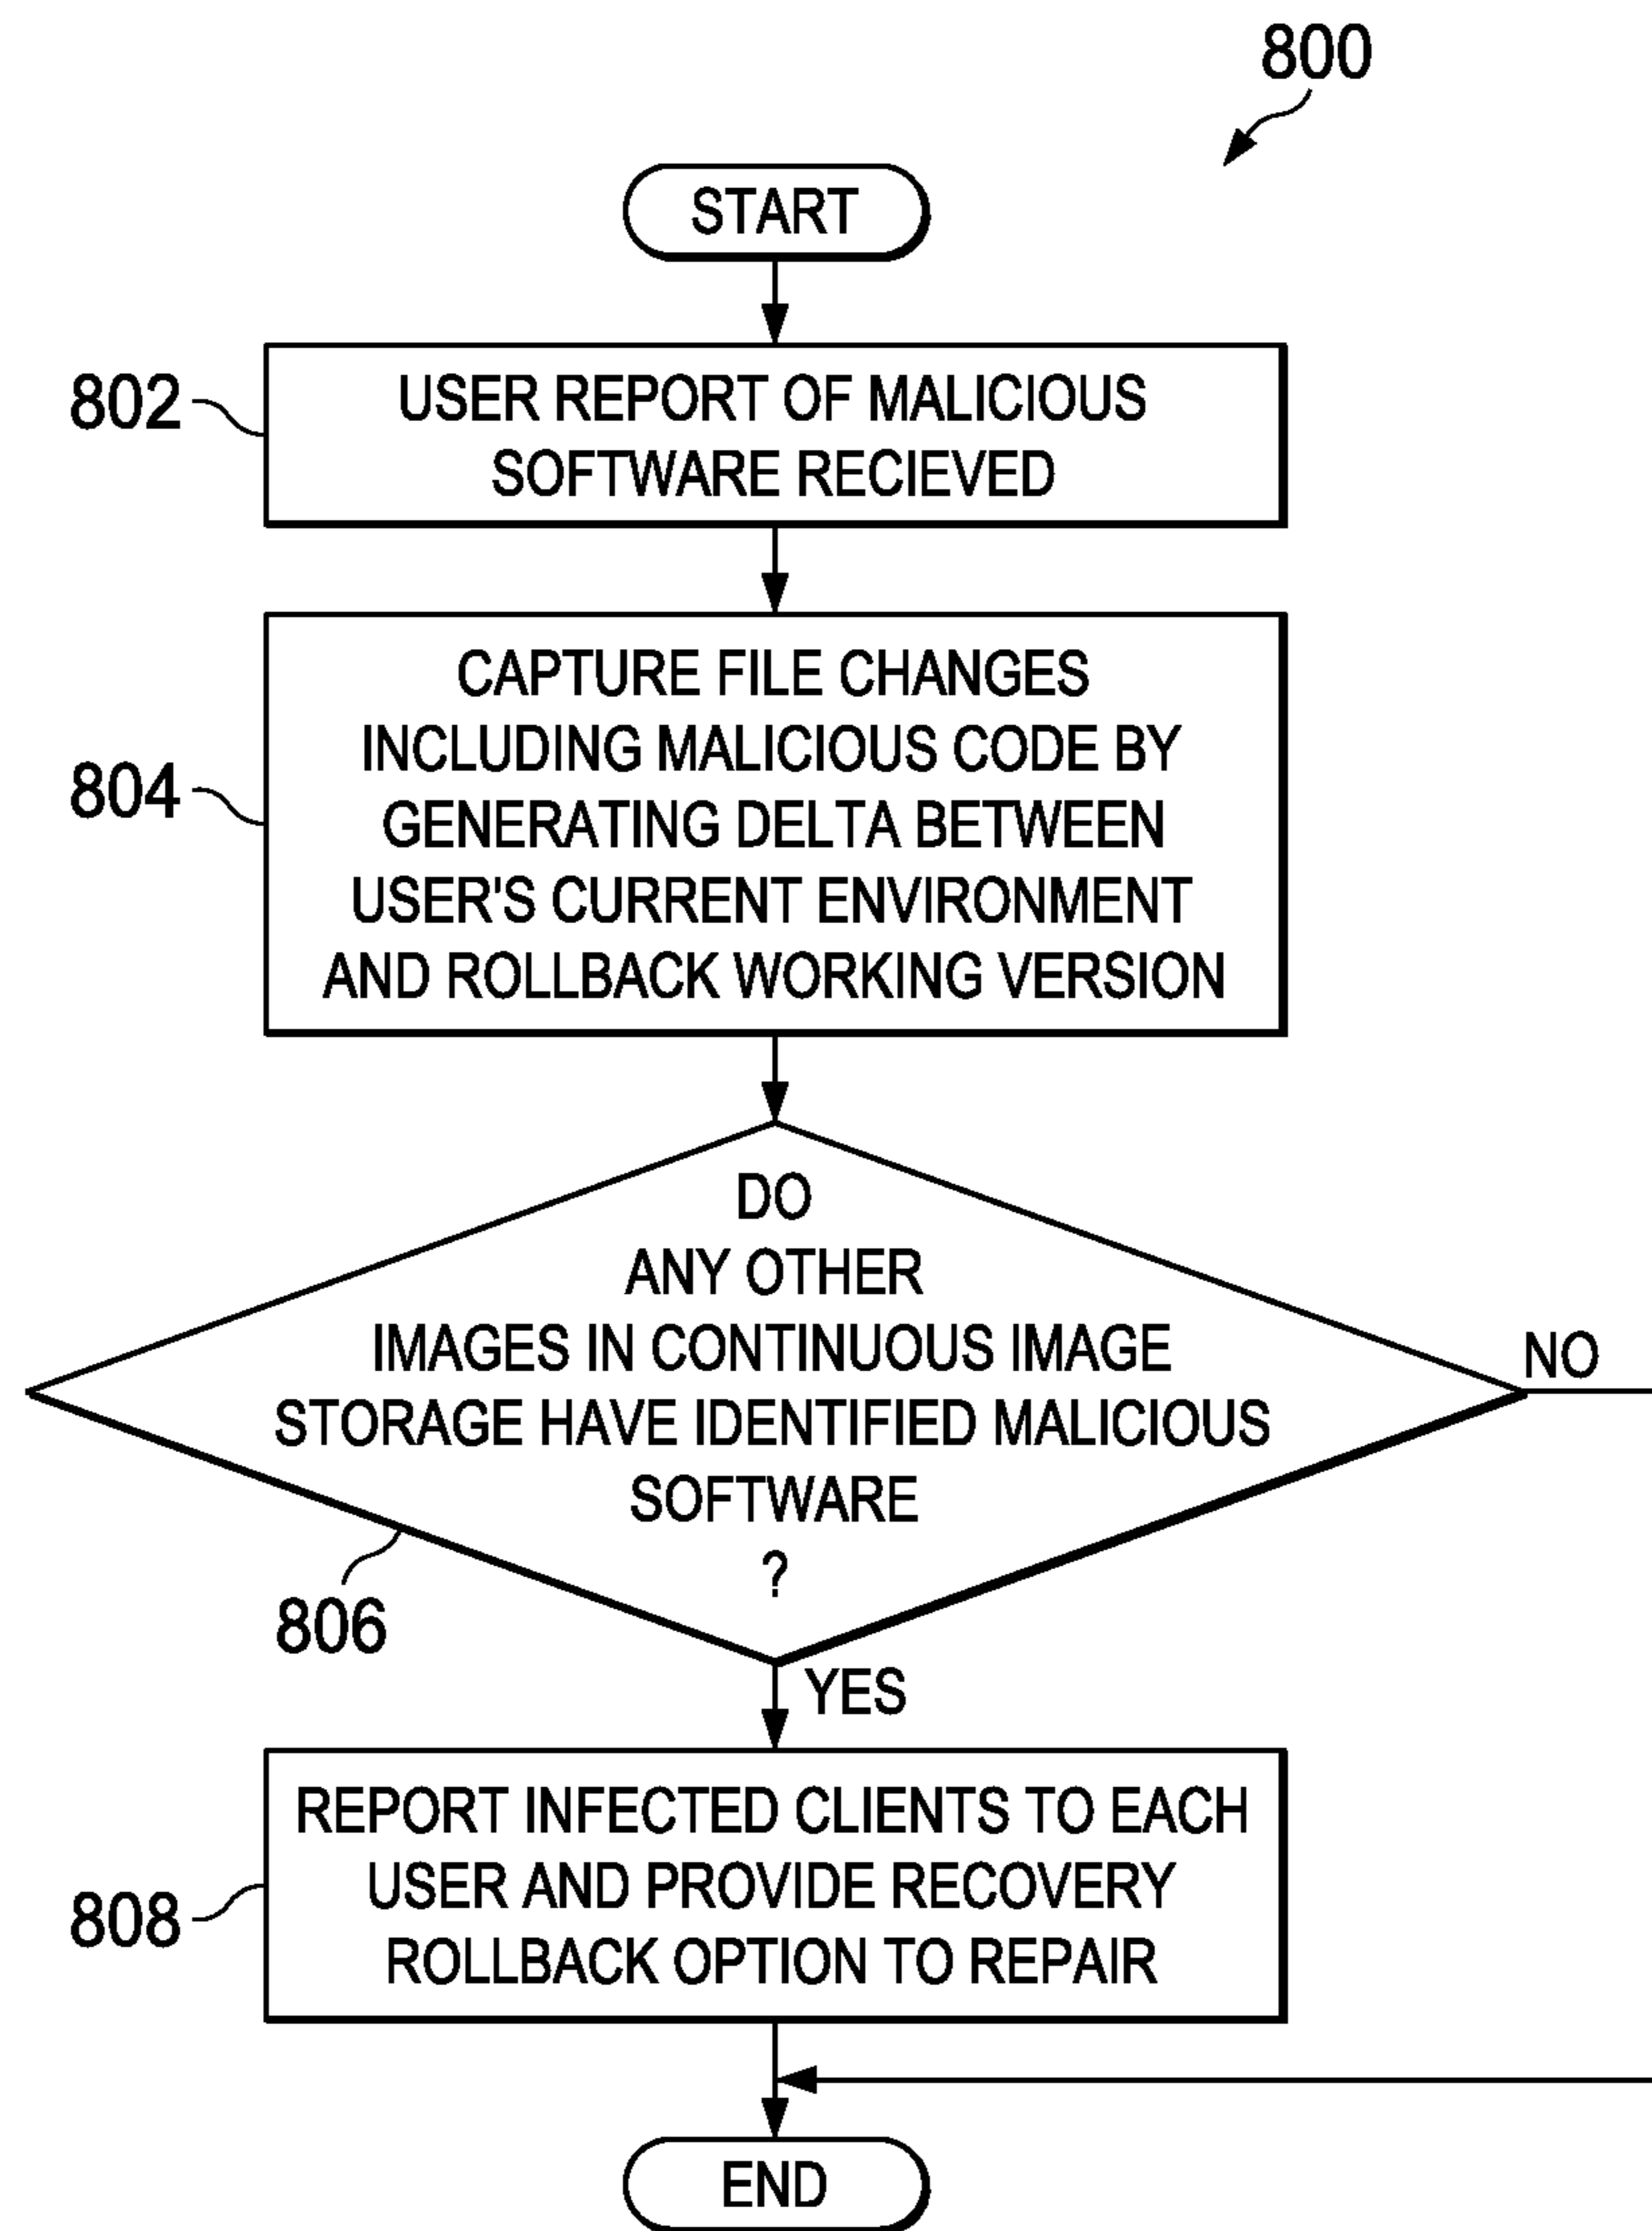 800
START
802
USER REPORT OF MALICIOUS
SOFTWARE RECIEVED
804
CAPTURE FILE CHANGES
INCLUDING MALICIOUS CODE BY
GENERATING DELTA BETWEEN
USER'S CURRENT ENVIRONMENT
AND ROLLBACK WORKING VERSION
DO
ANY OTHER
IMAGES IN CONTINUOUS IMAGE
STORAGE HAVE IDENTIFIED MALICIOUS
SOFTWARE
?
NO
806
YES
808
REPORT INFECTED CLIENTS TO EACH
USER AND PROVIDE RECOVERY
ROLLBACK OPTION TO REPAIR
END